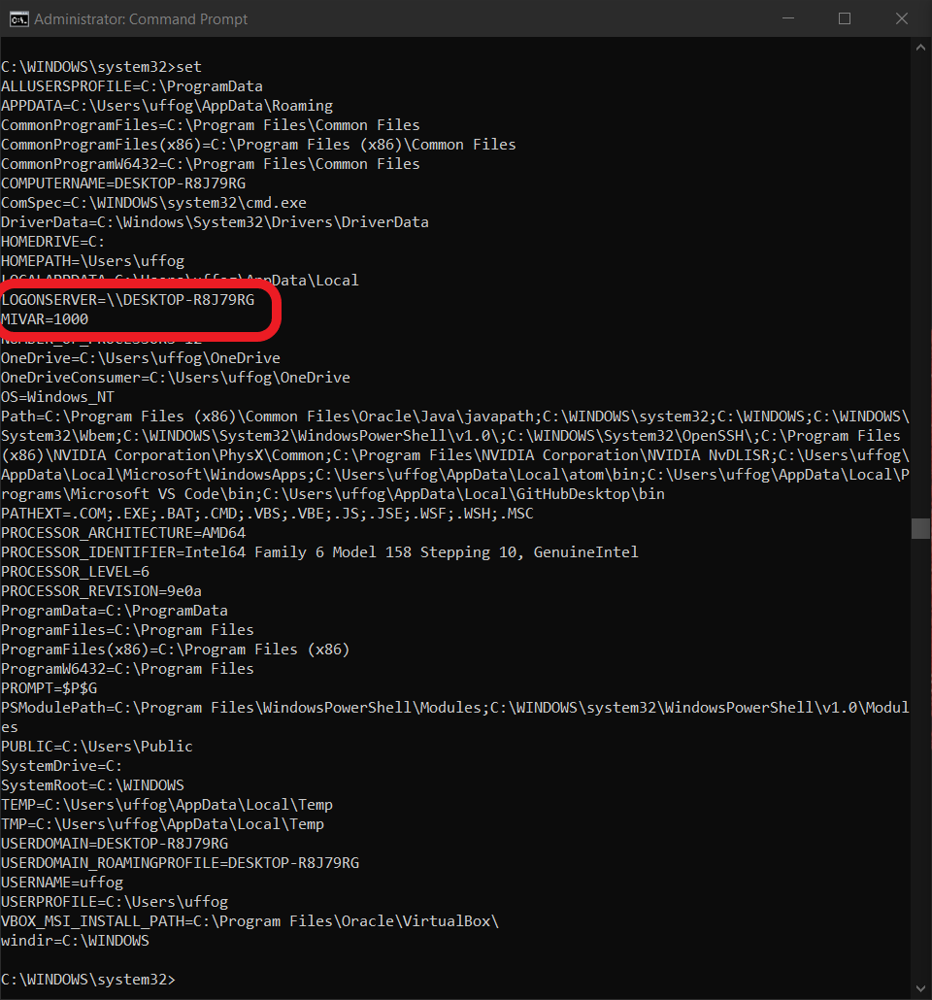 Administrator: Command Prompt
C:\WINDOWS\system32>set
ALLUSERSPROFILE=C:\ProgramData
APPDATA=C:\Users\uffog\AppData\Roaming
CommonProgramFiles=C:\Program Files\Common Files
CommonProgramFiles(x86)=C:\Program Files (x86)\Common Files
CommonProgramW6432=C:\Program Files\Common Files
COMPUTERNAME=DESKTOP-R8J79RG
ComSpec=C:\WINDOWS\system32\cmd.exe
DriverData=C:\Windows\System32\Drivers\DriverData
HOMEDRIVE=C:
HOMEPATH=\Users\uffog
LOCALAPPDATA=C:\Users\uffog\AppData\Local
LOGONSERVER=\\DESKTOP-R8J79RG
MIVAR=1000
NUMBER_OF_PROCESSORS=12
OneDrive=C:\Users\uffog\OneDrive
OneDriveConsumer=C:\Users\uffog\OneDrive
OS=Windows_NT
Path=C:\Program Files (x86)\Common Files\Oracle\Java\javapath;C:\WINDOWS\system32;C:\WINDOWS;C:\WINDOWS\
System32\Wbem;C:\WINDOWS\System32\WindowsPowerShell\v1.0\;C:\WINDOWS\System32\OpenSSH\;C:\Program Files
(x86)\NVIDIA Corporation\PhysX\Common;C:\Program Files\NVIDIA Corporation\NVIDIA NvDLISR;C:\Users\uffog\
AppData\Local\Microsoft\WindowsApps;C:\Users\uffog\AppData\Local\atom\bin;C:\Users\uffog\AppData\Local\P
rograms\Microsoft VS Code\bin;C:\Users\uffog\AppData\Local\GitHubDesktop\bin
PATHEXT=.COM;.EXE;.BAT;.CMD;.VBS;.VBE;.JS;.JSE;.WSF;.WSH;.MSC
PROCESSOR_ARCHITECTURE=AMD64
PROCESSOR_IDENTIFIER=Intel64 Family 6 Model 158 Stepping 10, GenuineIntel
PROCESSOR_LEVEL=6
PROCESSOR_REVISION=9e0a
ProgramData=C:\ProgramData
ProgramFiles=C:\Program Files
ProgramFiles(x86)=C:\Program Files (x86)
ProgramW6432=C:\Program Files
PROMPT=$P$G
PSModulePath=C:\Program Files\WindowsPowerShell\Modules;C:\WINDOWS\system32\WindowsPowerShell\v1.0\Modul
es
PUBLIC=C:\Users\Public
SystemDrive=C:
SystemRoot=C:\WINDOWS
TEMP=C:\Users\uffog\AppData\Local\Temp
TMP=C:\Users\uffog\AppData\Local\Temp
USERDOMAIN=DESKTOP-R8J79RG
USERDOMAIN_ROAMINGPROFILE=DESKTOP-R8J79RG
USERNAME=uffog
USERPROFILE=C:\Users\uffog
VBOX_MSI_INSTALL_PATH=C:\Program Files\Oracle\VirtualBox\
windir=C:\WINDOWS
C:\WINDOWS\system32>